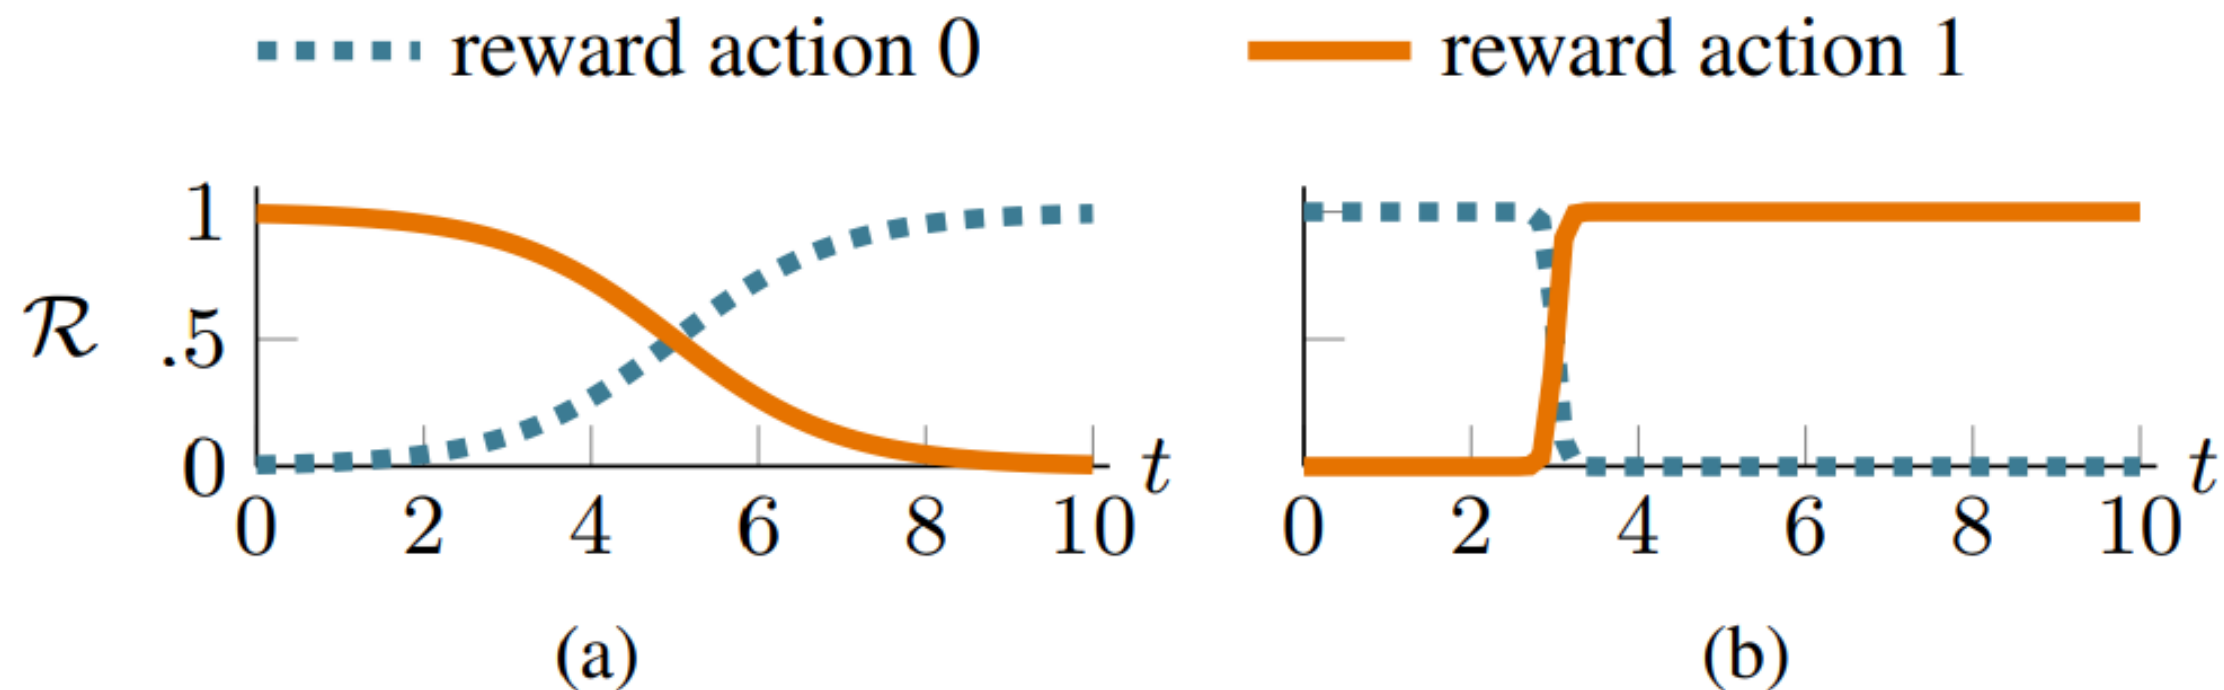 reward action 0 reward action 1
1
.5
ℛ
0
t
t
0 2 4 6 8 10
0 2 4 6 8 10
(a) (b)